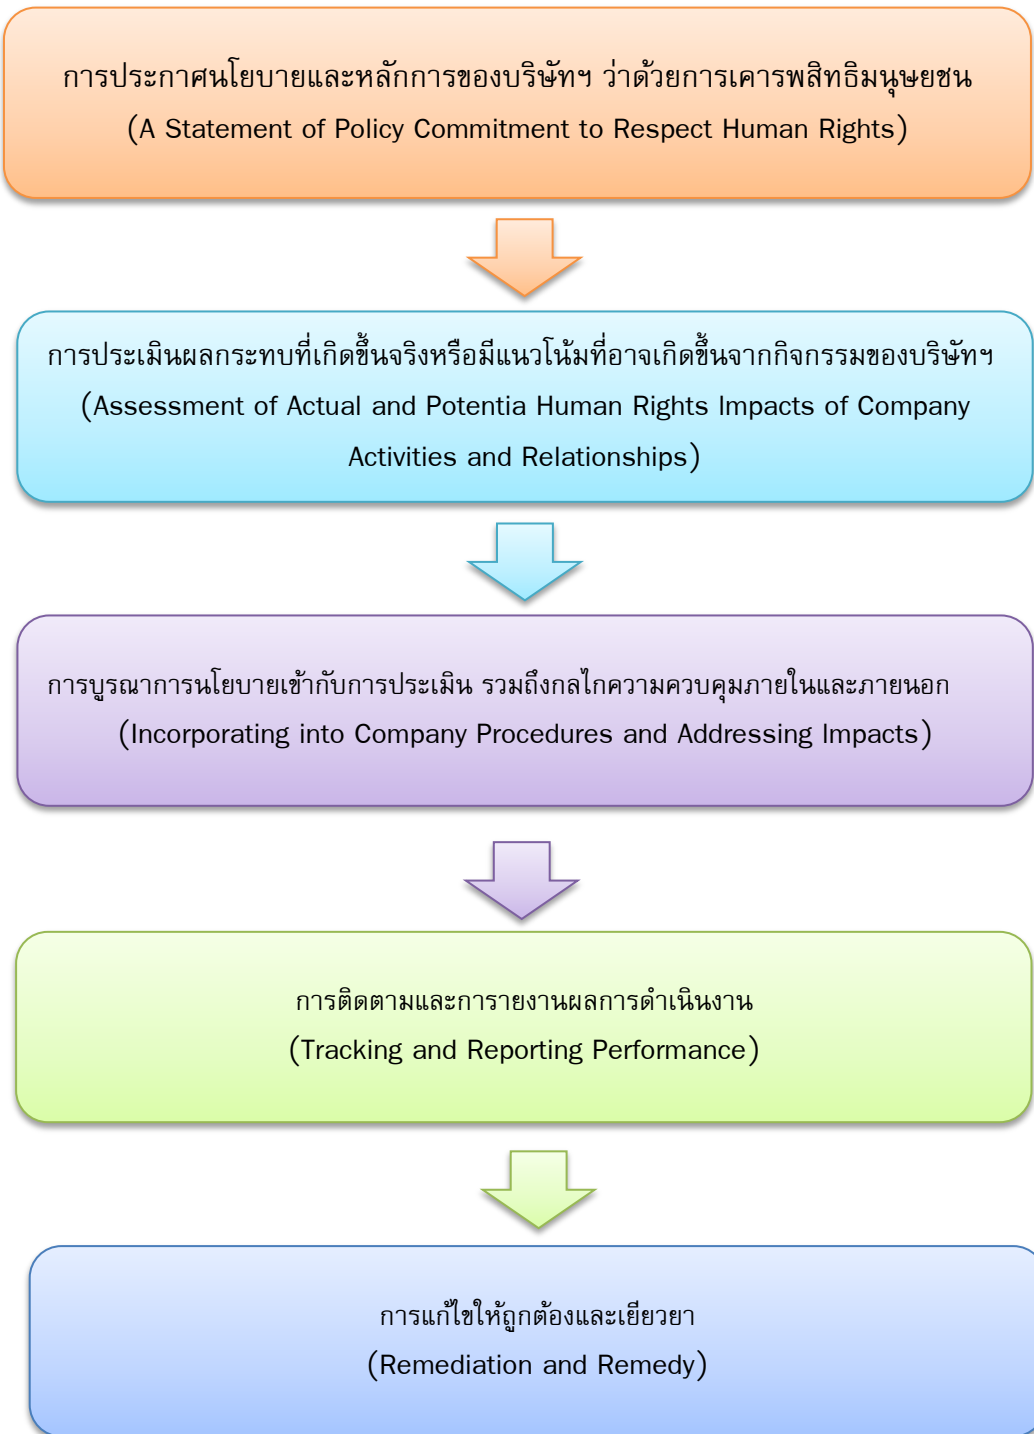 การประกาศนโยบายและหลักการของบริษัทฯ ว่าด้วยการเคารพสิทธิมนุษยชน
(A Statement of Policy Commitment to Respect Human Rights)
การประเมินผลกระทบที่เกิดขึ้นจริงหรือมีแนวโน้มที่อาจเกิดขึ้นจากกิจกรรมของบริษัทฯ
(Assessment of Actual and Potentia Human Rights Impacts of Company
Activities and Relationships)
การบูรณาการนโยบายเข้ากับการประเมิน รวมถึงกลไกความควบคุมภายในและภายนอก
(Incorporating into Company Procedures and Addressing Impacts)
การติดตามและการายงานผลการดำเนินงาน
(Tracking and Reporting Performance)
การแก้ไขให้ถูกต้องและเยียวยา
(Remediation and Remedy)